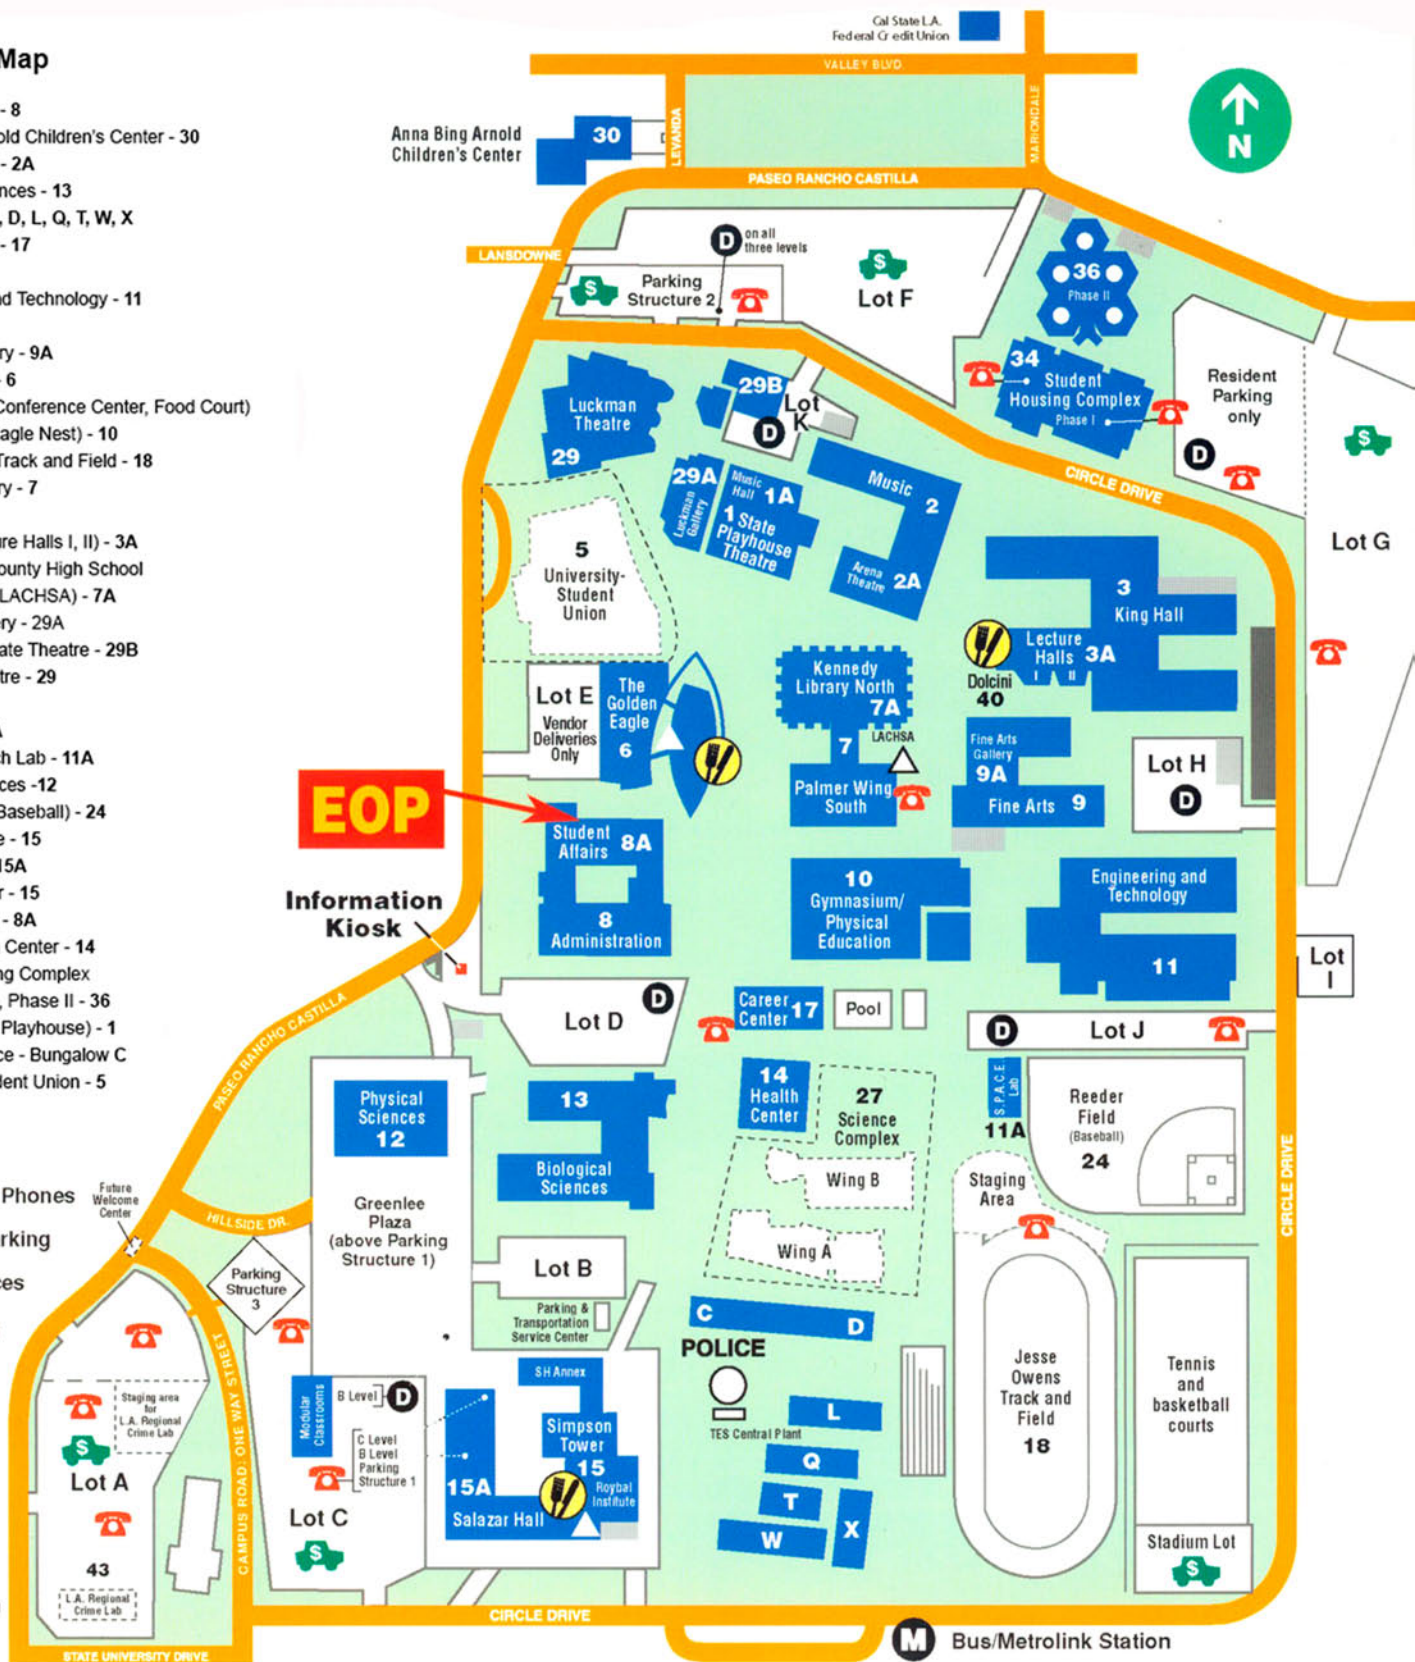 Map
- 8
old Children's Center - 30
- 2A
nces - 13
, D, L, Q, T, W, X
- 17
nd Technology - 11
ry - 9A
- 6
Conference Center, Food Court)
agle Nest) - 10
Track and Field - 18
ry - 7
re Halls I, II) - 3A
ounty High School
LACHSA) - 7A
ery - 29A
ate Theatre - 29B
tre - 29
A
ch Lab - 11A
ces -12
Baseball) - 24
e - 15
15A
r - 15
- 8A
Center - 14
ng Complex
, Phase II - 36
Playhouse) - 1
ce - Bungalow C
dent Union - 5
Phones
rking
ces
Cal State L.A.
Federal Credit Union
VALLEY BLVD.
LEVANDA
MARIONDALE
N
Anna Bing Arnold
Children's Center
30
PASEO RANCHO CASTILLA
LANSDOWNE
D on all
three levels
$
Parking
Structure 2
$
Lot F
36
Phase II
34
Student
Housing Complex
Phase I
Resident
Parking
only
D
$
Lot G
Luckman
Theatre
29
29B
Lot
K
D
CIRCLE DRIVE
29A
Luckman
Gallery
Music
Hall 1A
1 State
Playhouse
Theatre
Music
2
Arena
Theatre 2A
5
University-
Student
Union
3
King Hall
Lecture
Halls 3A
I II
Dolcini
40
Lot E
Vendor
Deliveries
Only
The
Golden
Eagle
6
Kennedy
Library North
7A
7
LACHSA
Palmer Wing
South
Fine Arts
Gallery
9A
Fine Arts 9
Lot H
D
EOP
Student
Affairs 8A
8
Administration
10
Gymnasium/
Physical
Education
Engineering and
Technology
11
Lot
I
Information
Kiosk
Lot D
D
Career
Center 17
Pool
D
Lot J
PASEO RANCHO CASTILLA
Physical
Sciences
12
13
Biological
Sciences
14
Health
Center
27
Science
Complex
Wing B
Wing A
S.P.A.C.E.
Lab
11A
Reeder
Field
(Baseball)
24
Staging
Area
CIRCLE DRIVE
Future
Welcome
Center
HILLSIDE DR.
Greenlee
Plaza
(above Parking
Structure 1)
Parking
Structure
3
Lot B
Parking &
Transportation
Service Center
C
D
POLICE
TES Central Plant
L
Q
T
W
X
Jesse
Owens
Track and
Field
18
Tennis
and
basketball
courts
Stadium Lot
$
Staging area
for
L.A. Regional
Crime Lab
$
Lot A
43
L.A. Regional
Crime Lab
CAMPUS ROAD: ONE WAY STREET
Modular
Classrooms
B Level
D
C Level
B Level
Parking
Structure 1
Lot C
$
SH Annex
Simpson
Tower
15
Roybal
Institute
15A
Salazar Hall
CIRCLE DRIVE
STATE UNIVERSITY DRIVE
M Bus/Metrolink Station